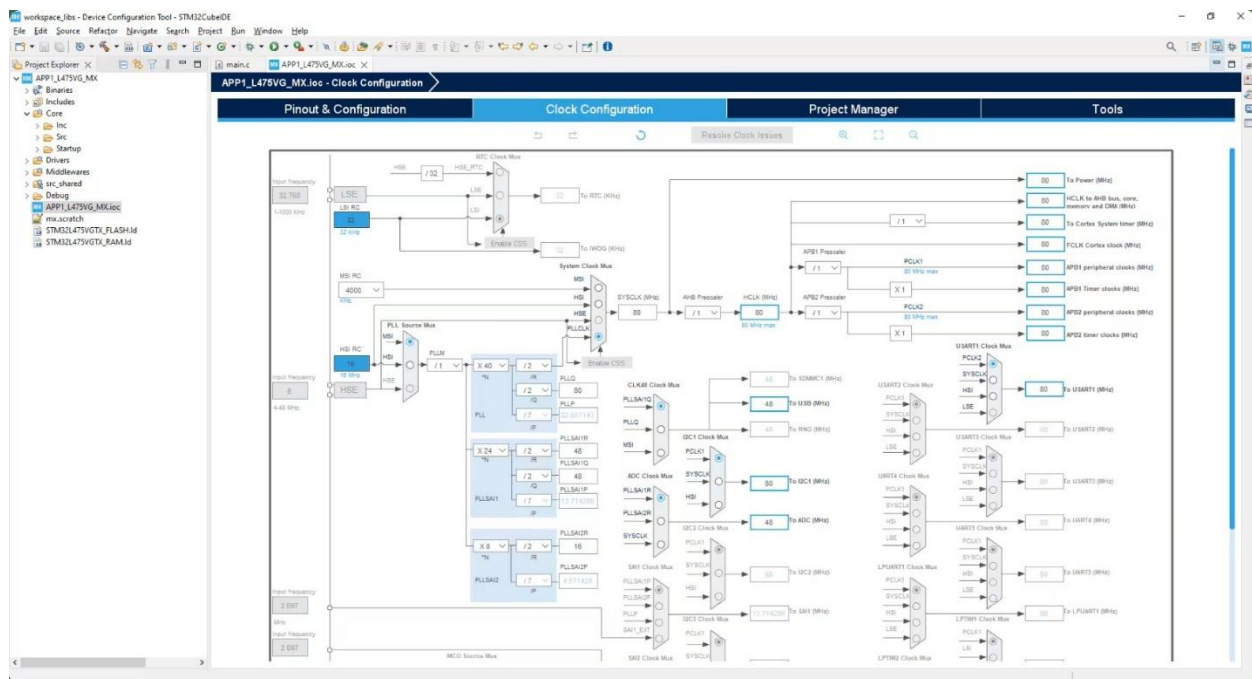 workspace_libs - Device Configuration Tool - STM32CubeIDE
File Edit Source Refactor Navigate Search Project Run Window Help
Project Explorer
main.c
APP1_L475VG_MX.ioc
APP1_L475VG_MX
Binaries
Includes
Core
Inc
Src
Startup
Drivers
Middlewares
src_shared
Debug
APP1_L475VG_MX.ioc
mx.scratch
STM32L475VGTX_FLASH.ld
STM32L475VGTX_RAM.ld
APP1_L475VG_MX.ioc - Clock Configuration
Pinout & Configuration
Clock Configuration
Project Manager
Tools
Resolve Clock Issues
RTC Clock Mux
HSE
/ 32
HSE_RTC
Input frequency
32.768
1-1000 KHz
LSE
LSE
LSI RC
32
32 KHz
LSI
32
To RTC (KHz)
Enable CSS
32
To IWDG (KHz)
System Clock Mux
MSI RC
4000
KHz
MSI
HSI
HSE
PLLCLK
SYSCLK (MHz)
80
AHB Prescaler
/ 1
HCLK (MHz)
80
80 MHz max
Enable CSS
80
To Power (MHz)
80
HCLK to AHB bus, core,
memory and DMA (MHz)
/ 1
80
To Cortex System timer (MHz)
80
FCLK Cortex clock (MHz)
APB1 Prescaler
/ 1
PCLK1
80 MHz max
80
APB1 peripheral clocks (MHz)
X 1
80
APB1 Timer clocks (MHz)
APB2 Prescaler
/ 1
PCLK2
80 MHz max
80
APB2 peripheral clocks (MHz)
X 1
80
APB2 timer clocks (MHz)
PLL Source Mux
MSI
HSI
HSE
HSI RC
16
16 MHz
Input frequency
8
4-48 MHz
HSE
PLLM
/ 1
X 40
*N
/ 2
/R
/ 2
/Q
PLLQ
80
PLLP
/ 7
/P
PLL
X 24
*N
/ 2
/R
PLLSAI1R
48
/ 2
/Q
PLLSAI1Q
48
/ 7
/P
PLLSAI1P
13.714286
PLLSAI1
X 8
*N
/ 2
/R
PLLSAI2R
16
/ 7
/P
PLLSAI2P
PLLSAI2
CLK48 Clock Mux
PLLSAI1Q
PLLQ
MSI
48
To SDMMC1 (MHz)
48
To USB (MHz)
48
To RNG (MHz)
ADC Clock Mux
PLLSAI1R
PLLSAI2R
SYSCLK
48
To ADC (MHz)
I2C1 Clock Mux
PCLK1
SYSCLK
HSI
80
To I2C1 (MHz)
I2C2 Clock Mux
PCLK1
SYSCLK
HSI
80
To I2C2 (MHz)
SAI1 Clock Mux
PLLSAI1P
PLLSAI2P
PLLP
SAI1_EXT
13.714286
To SAI1 (MHz)
I2C3 Clock Mux
PCLK1
SYSCLK
SAI2 Clock Mux
USART1 Clock Mux
PCLK2
SYSCLK
HSI
LSE
80
To USART1 (MHz)
USART2 Clock Mux
PCLK1
SYSCLK
HSI
LSE
80
To USART2 (MHz)
USART3 Clock Mux
PCLK1
SYSCLK
HSI
LSE
80
To USART3 (MHz)
UART4 Clock Mux
PCLK1
SYSCLK
HSI
LSE
80
To UART4 (MHz)
UART5 Clock Mux
PCLK1
SYSCLK
HSI
LSE
80
To UART5 (MHz)
LPUART1 Clock Mux
PCLK1
SYSCLK
HSI
LSE
80
To LPUART1 (MHz)
LPTIM1 Clock Mux
PCLK1
LSI
LPTIM2 Clock Mux
Input frequency
2.097
MHz
Input frequency
2.097
MCO Source Mux